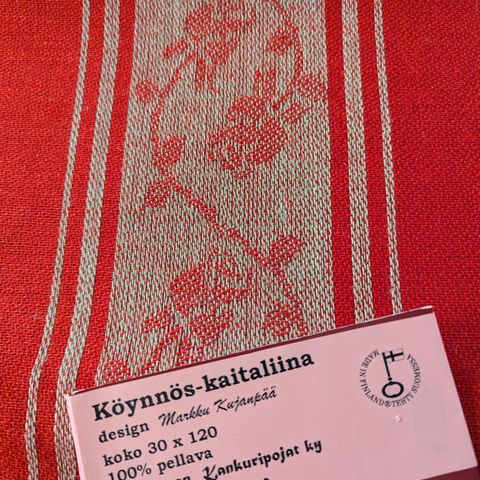 Köynnös-kaitaliina
design Markku Kujanpää
koko 30 x 120
100% pellava
Kankuripojat ky
MADE IN FINLAND TEHTY SUOMESSA